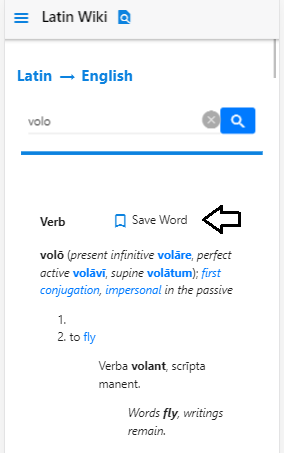 Latin Wiki
Latin → English
volo
Verb
Save Word
volō (present infinitive volāre, perfect
active volāvī, supine volātum); first
conjugation, impersonal in the passive
1.
2. to fly
Verba volant, scrīpta
manent.
Words fly, writings
remain.